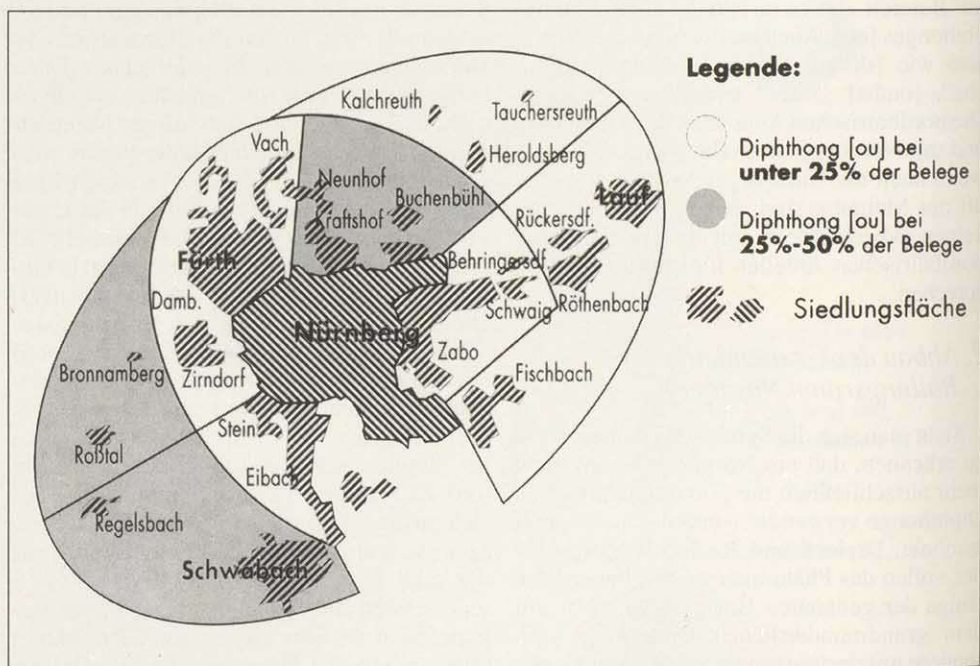 Legende:
Diphthong [ou] bei
unter 25% der Belege
Diphthong [ou] bei
25%-50% der Belege
Siedlungsfläche
Kalchreuth
Tauchersreuth
Vach
Heroldsberg
Neunhof
Buchenbühl
Lauf
Kraftshof
Rückersdf.
Fürth
Behringersdf.
Damb.
Schwaig
Röthenbach
Nürnberg
Zabo
Bronnamberg
Zirndorf
Fischbach
Stein
Roßtal
Eibach
Regelsbach
Schwabach